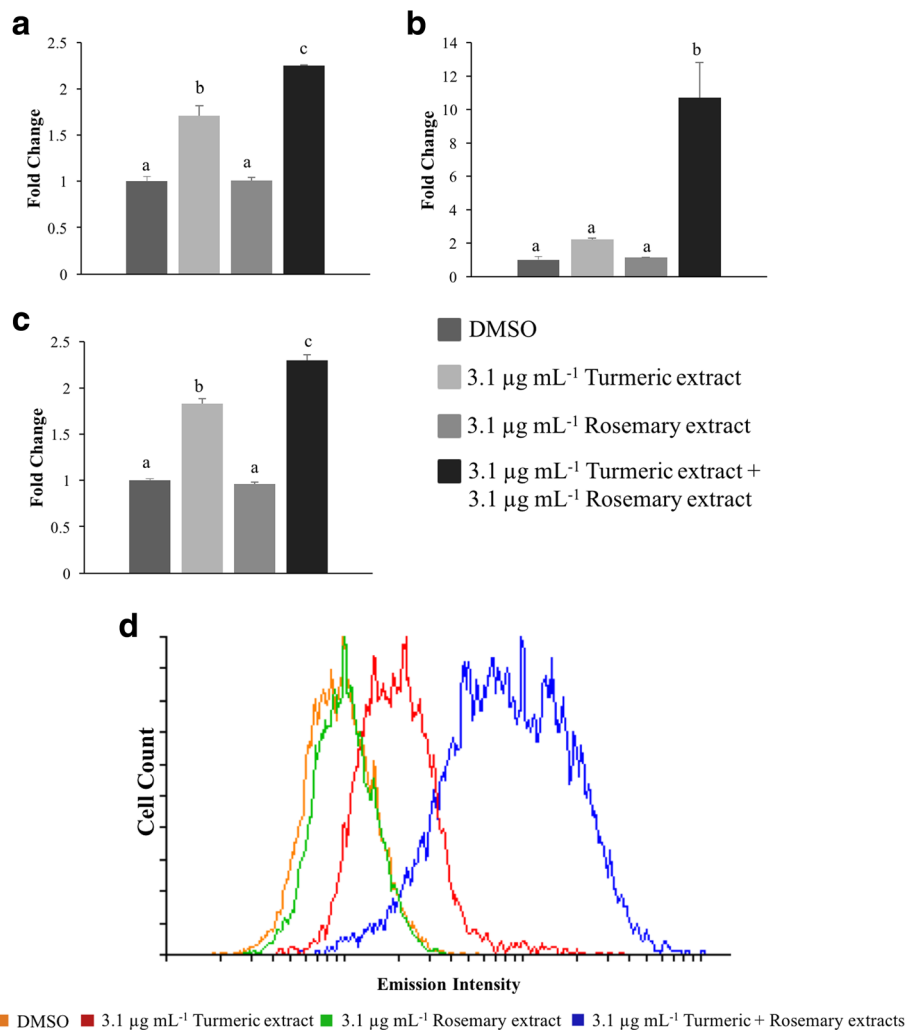 a
2.5
2
1.5
1
0.5
0
Fold Change
a
b
a
c
b
14
12
10
8
6
4
2
0
Fold Change
a
a
a
b
c
2.5
2
1.5
1
0.5
0
Fold Change
a
b
a
c
DMSO
3.1 µg mL⁻¹ Turmeric extract
3.1 µg mL⁻¹ Rosemary extract
3.1 µg mL⁻¹ Turmeric extract +
3.1 µg mL⁻¹ Rosemary extract
d
Cell Count
Emission Intensity
DMSO 3.1 µg mL⁻¹ Turmeric extract 3.1 µg mL⁻¹ Rosemary extract 3.1 µg mL⁻¹ Turmeric + Rosemary extracts